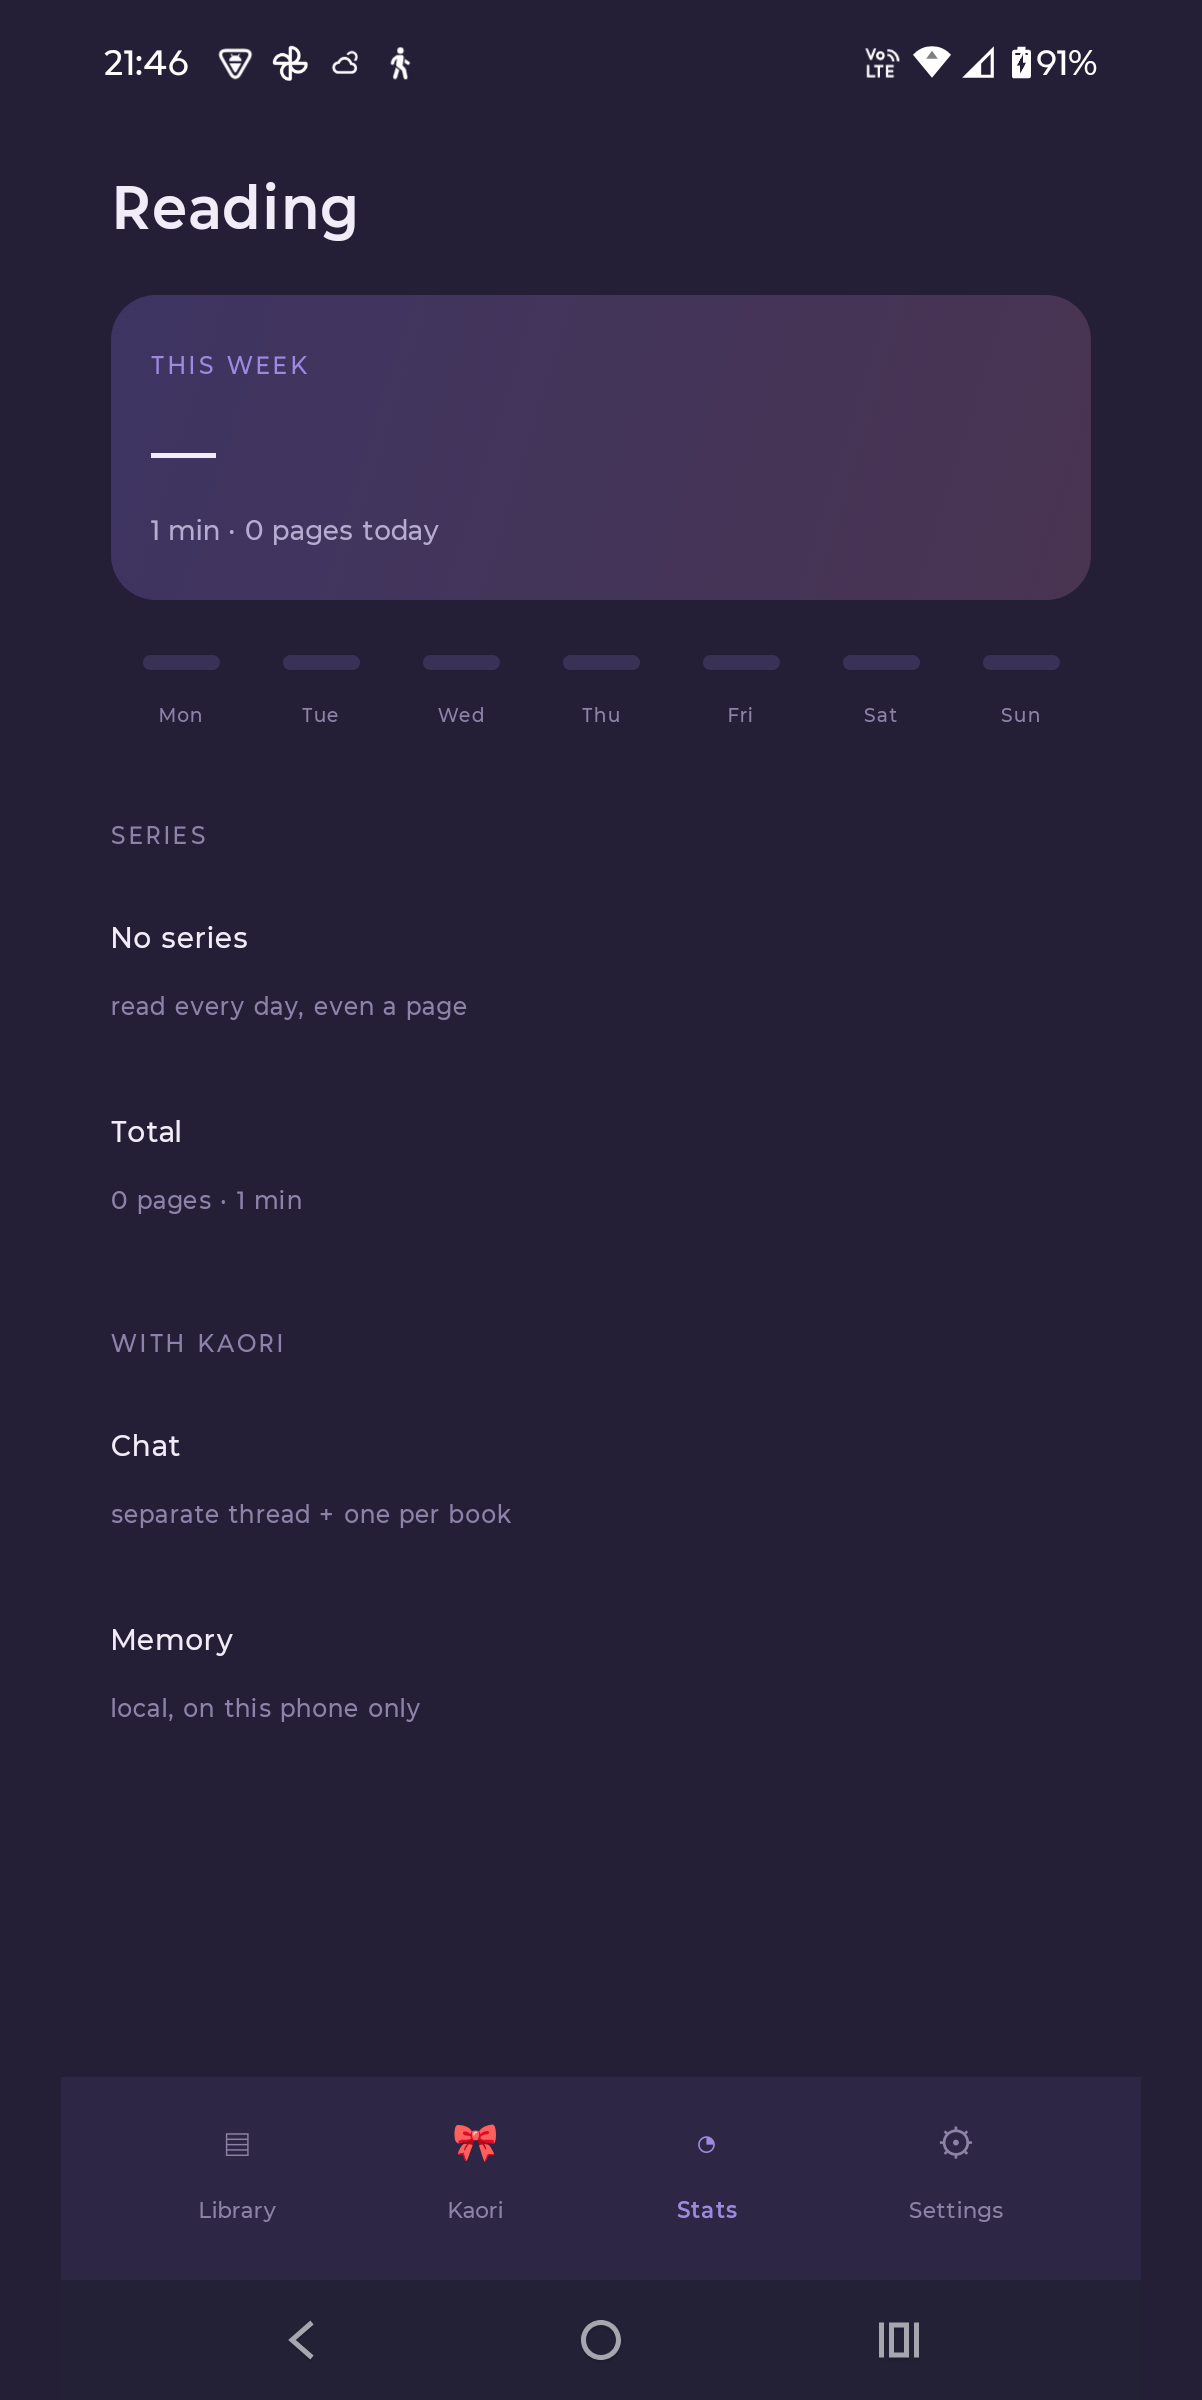 21:46
Vo LTE 91%
Reading
THIS WEEK
—
1 min · 0 pages today
Mon Tue Wed Thu Fri Sat Sun
SERIES
No series
read every day, even a page
Total
0 pages · 1 min
WITH KAORI
Chat
separate thread + one per book
Memory
local, on this phone only
Library Kaori Stats Settings